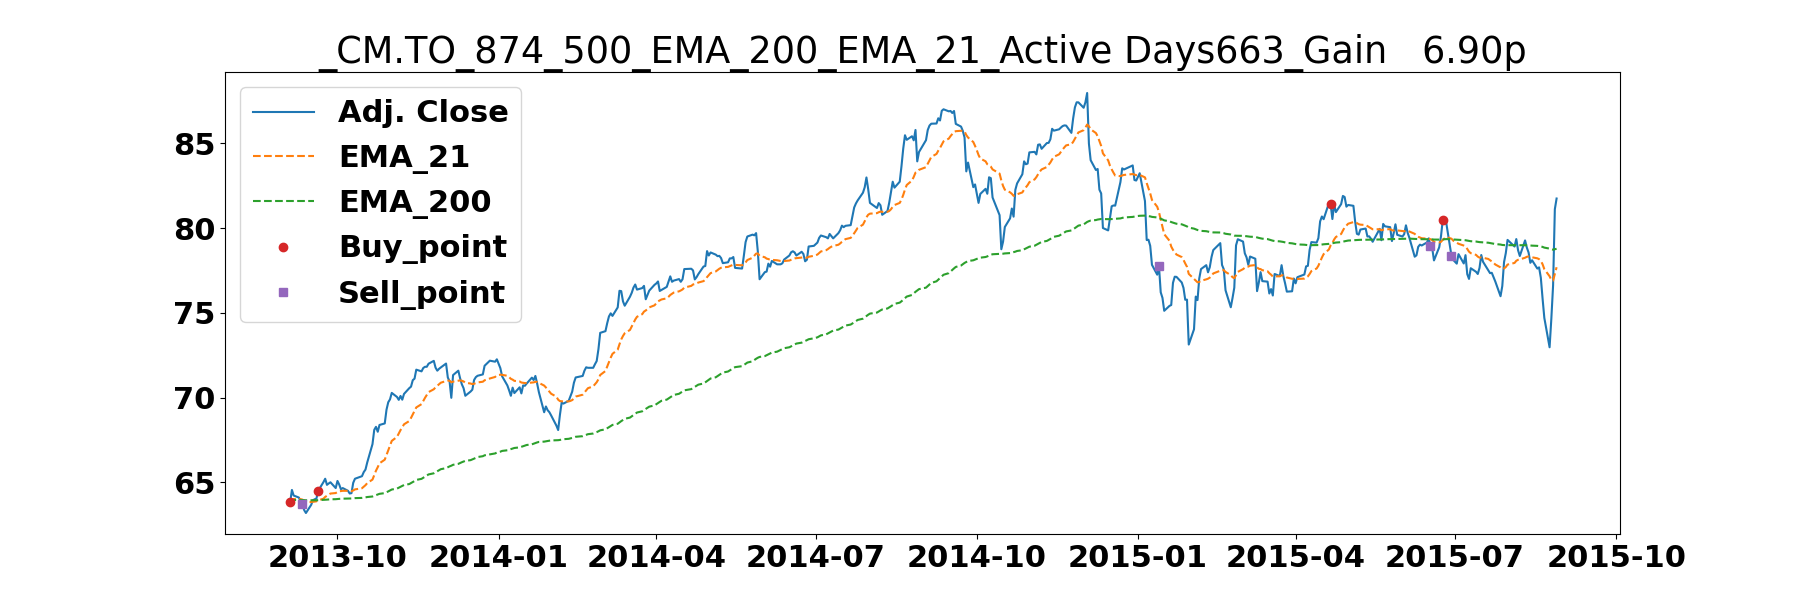 _CM.TO_874_500_EMA_200_EMA_21_Active Days663_Gain   6.90p
Adj. Close
EMA_21
EMA_200
Buy_point
Sell_point
85
80
75
70
65
2013-10 2014-01 2014-04 2014-07 2014-10 2015-01 2015-04 2015-07 2015-10